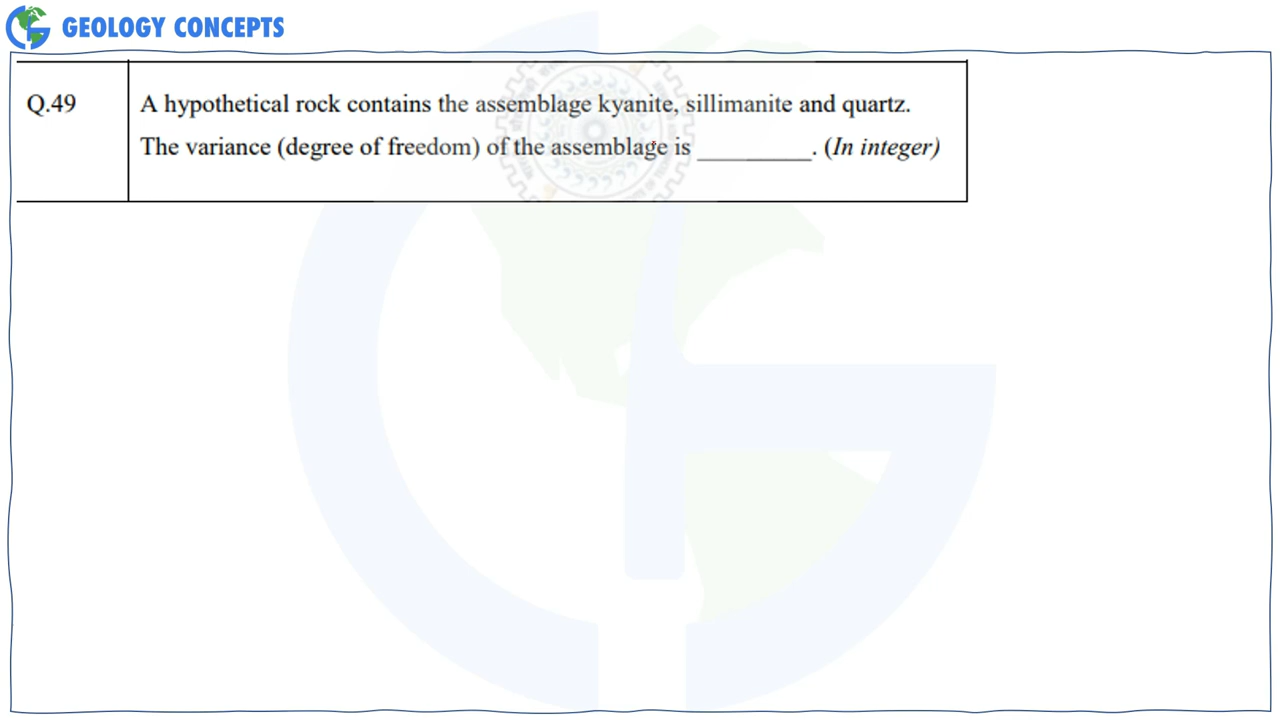 GEOLOGY CONCEPTS
Q.49
A hypothetical rock contains the assemblage kyanite, sillimanite and quartz.
The variance (degree of freedom) of the assemblage is _________. (In integer)